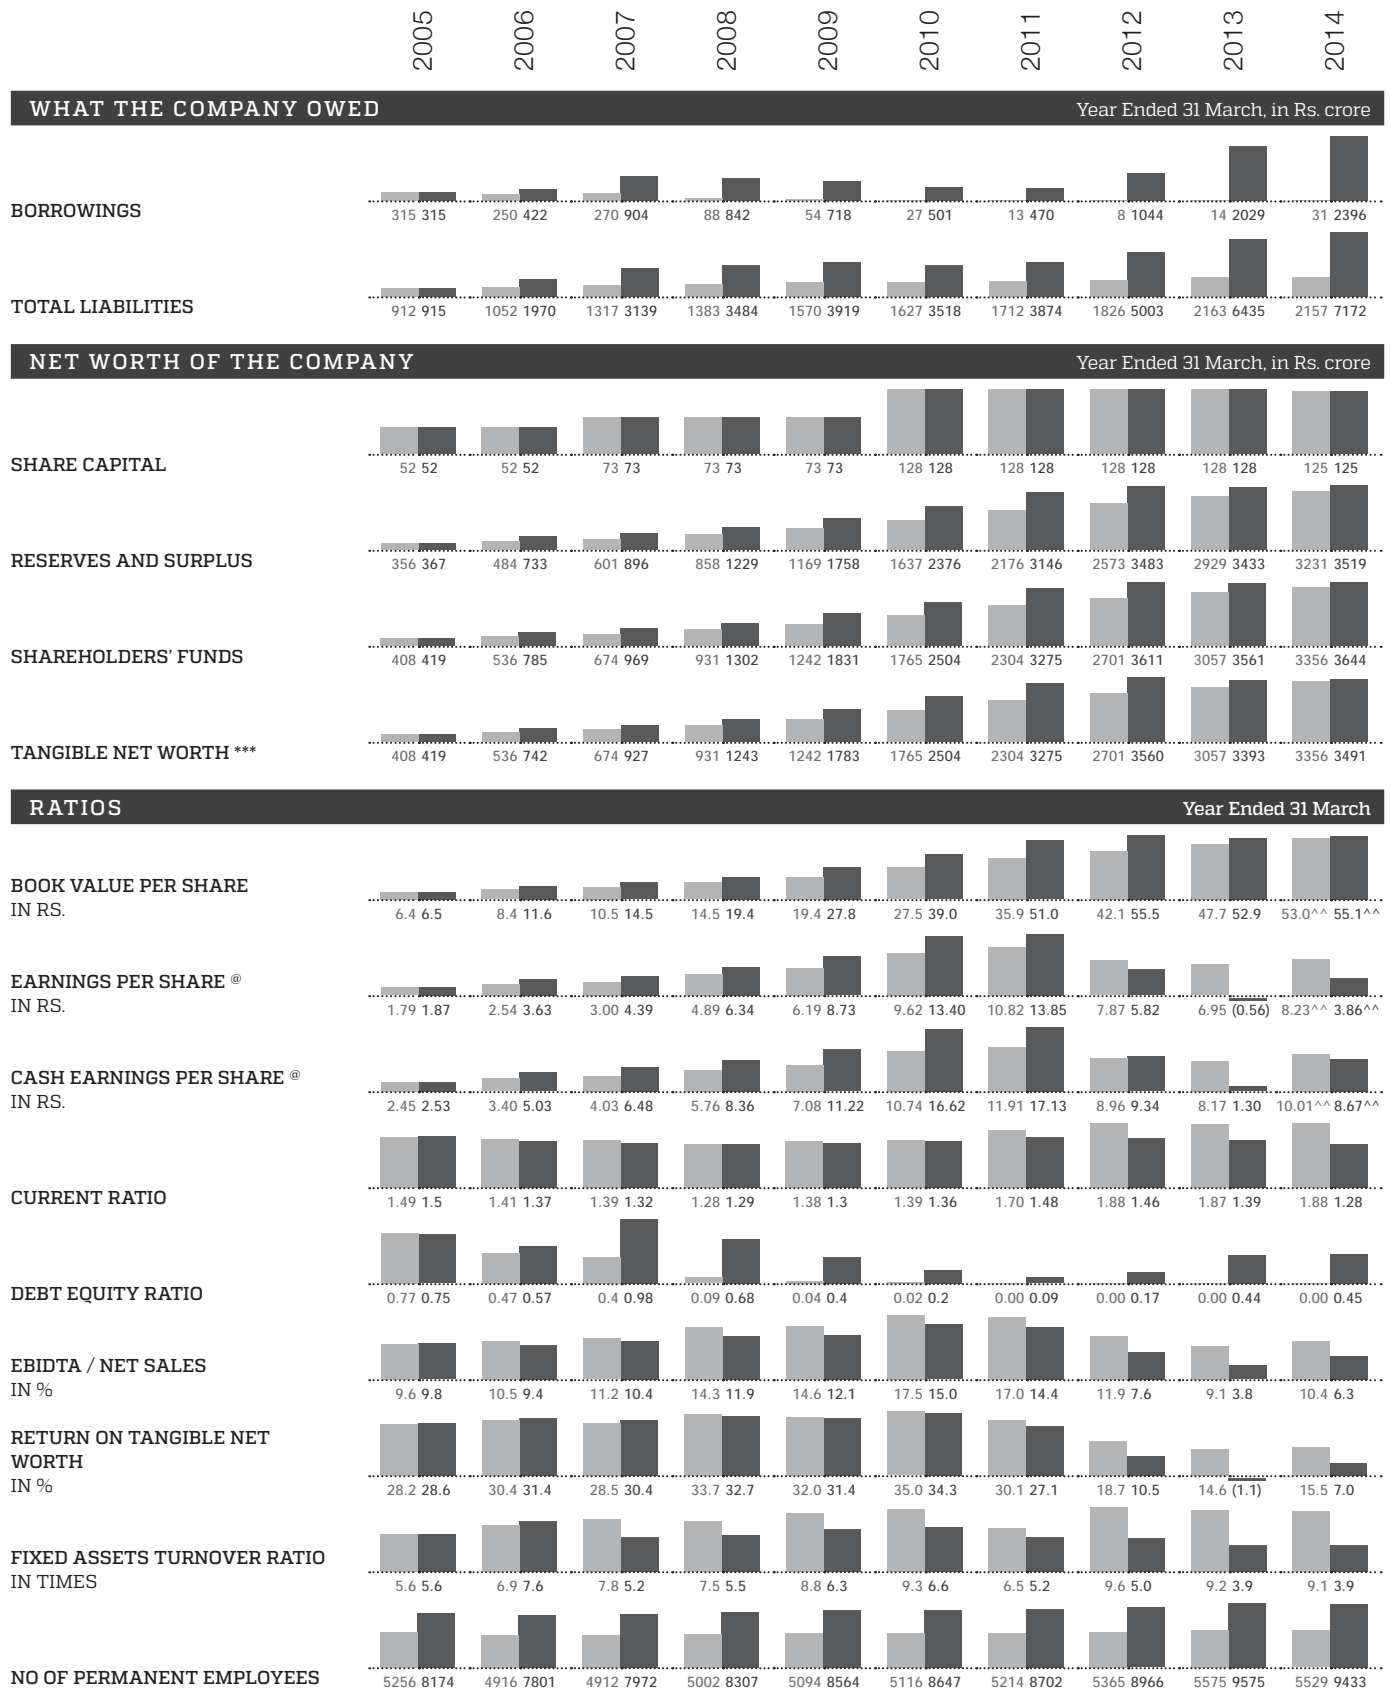 2005 2006 2007 2008 2009 2010 2011 2012 2013 2014
WHAT THE COMPANY OWED Year Ended 31 March, in Rs. crore
BORROWINGS 315 315 250 422 270 904 88 842 54 718 27 501 13 470 8 1044 14 2029 31 2396
TOTAL LIABILITIES 912 915 1052 1970 1317 3139 1383 3484 1570 3919 1627 3518 1712 3874 1826 5003 2163 6435 2157 7172
NET WORTH OF THE COMPANY Year Ended 31 March, in Rs. crore
SHARE CAPITAL 52 52 52 52 73 73 73 73 73 73 128 128 128 128 128 128 128 128 125 125
RESERVES AND SURPLUS 356 367 484 733 601 896 858 1229 1169 1758 1637 2376 2176 3146 2573 3483 2929 3433 3231 3519
SHAREHOLDERS’ FUNDS 408 419 536 785 674 969 931 1302 1242 1831 1765 2504 2304 3275 2701 3611 3057 3561 3356 3644
TANGIBLE NET WORTH *** 408 419 536 742 674 927 931 1243 1242 1783 1765 2504 2304 3275 2701 3560 3057 3393 3356 3491
RATIOS Year Ended 31 March
BOOK VALUE PER SHARE
IN RS. 6.4 6.5 8.4 11.6 10.5 14.5 14.5 19.4 19.4 27.8 27.5 39.0 35.9 51.0 42.1 55.5 47.7 52.9 53.0^^ 55.1^^
EARNINGS PER SHARE @
IN RS. 1.79 1.87 2.54 3.63 3.00 4.39 4.89 6.34 6.19 8.73 9.62 13.40 10.82 13.85 7.87 5.82 6.95 (0.56) 8.23^^ 3.86^^
CASH EARNINGS PER SHARE @
IN RS. 2.45 2.53 3.40 5.03 4.03 6.48 5.76 8.36 7.08 11.22 10.74 16.62 11.91 17.13 8.96 9.34 8.17 1.30 10.01^^ 8.67^^
CURRENT RATIO 1.49 1.5 1.41 1.37 1.39 1.32 1.28 1.29 1.38 1.3 1.39 1.36 1.70 1.48 1.88 1.46 1.87 1.39 1.88 1.28
DEBT EQUITY RATIO 0.77 0.75 0.47 0.57 0.4 0.98 0.09 0.68 0.04 0.4 0.02 0.2 0.00 0.09 0.00 0.17 0.00 0.44 0.00 0.45
EBIDTA / NET SALES
IN % 9.6 9.8 10.5 9.4 11.2 10.4 14.3 11.9 14.6 12.1 17.5 15.0 17.0 14.4 11.9 7.6 9.1 3.8 10.4 6.3
RETURN ON TANGIBLE NET
WORTH
IN % 28.2 28.6 30.4 31.4 28.5 30.4 33.7 32.7 32.0 31.4 35.0 34.3 30.1 27.1 18.7 10.5 14.6 (1.1) 15.5 7.0
FIXED ASSETS TURNOVER RATIO
IN TIMES 5.6 5.6 6.9 7.6 7.8 5.2 7.5 5.5 8.8 6.3 9.3 6.6 6.5 5.2 9.6 5.0 9.2 3.9 9.1 3.9
NO OF PERMANENT EMPLOYEES 5256 8174 4916 7801 4912 7972 5002 8307 5094 8564 5116 8647 5214 8702 5365 8966 5575 9575 5529 9433